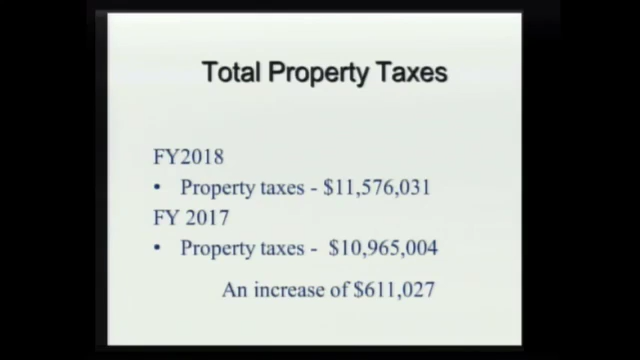 Total Property Taxes
FY2018
• Property taxes - $11,576,031
FY 2017
• Property taxes - $10,965,004
An increase of $611,027